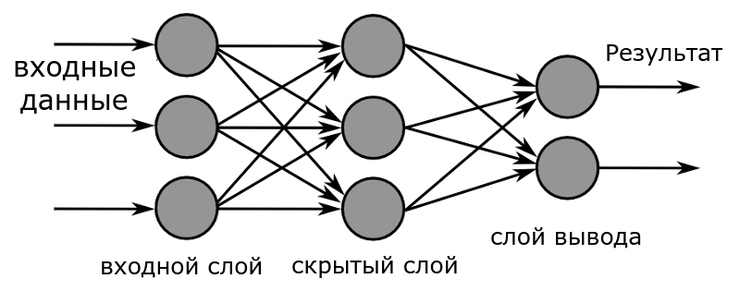 Результат
входные
данные
слой вывода
входной слой
скрытый слой